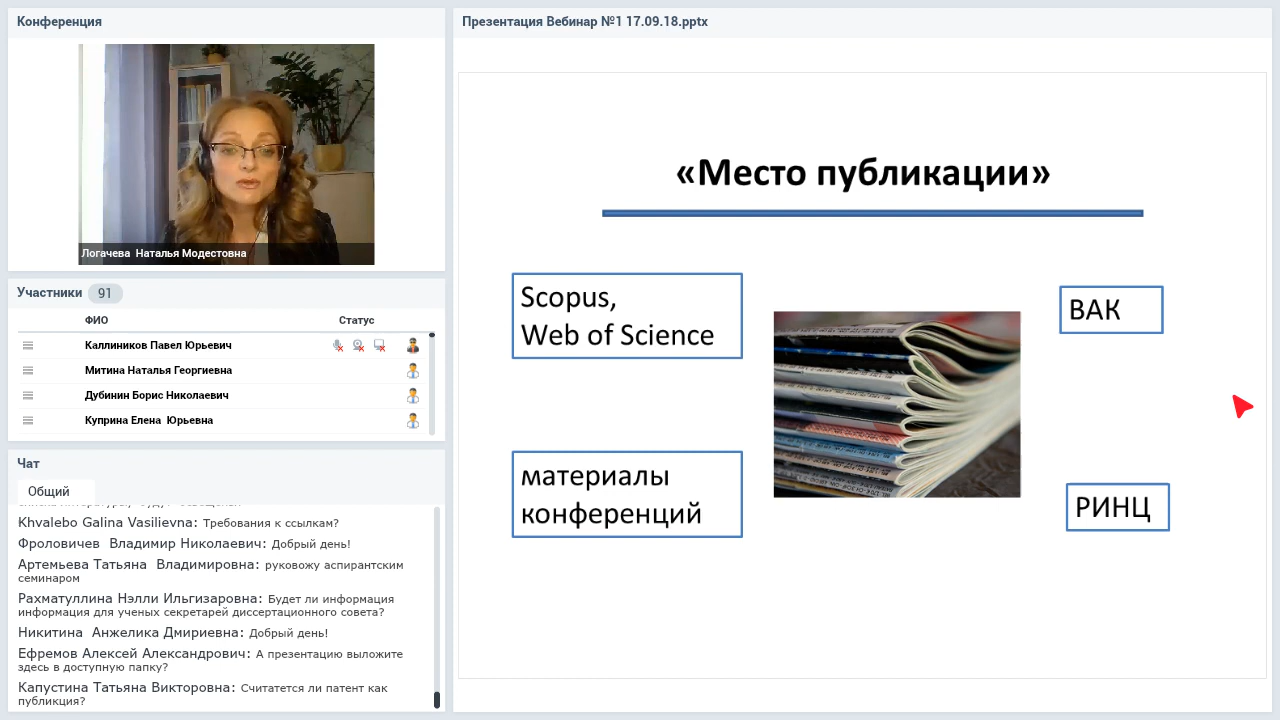 Конференция
Логачева  Наталья Модестовна
Участники 91
ФИО Статус
Каллиников Павел Юрьевич
Митина Наталья Георгиевна
Дубинин Борис Николаевич
Куприна Елена  Юрьевна
Чат
Общий
Khvalebo Galina Vasilievna: Требования к ссылкам?
Фроловичев  Владимир Николаевич: Добрый день!
Артемьева Татьяна  Владимировна: руковожу аспирантским
семинаром
Рахматуллина Нэлли Ильгизаровна: Будет ли информация
информация для ученых секретарей диссертационного совета?
Никитина  Анжелика Дмириевна: Добрый день!
Ефремов Алексей Александрович: А презентацию выложите
здесь в доступную папку?
Капустина Татьяна Викторовна: Считатется ли патент как
публикция?
Презентация Вебинар №1 17.09.18.pptx
«Место публикации»
Scopus,
Web of Science
ВАК
материалы
конференций
РИНЦ